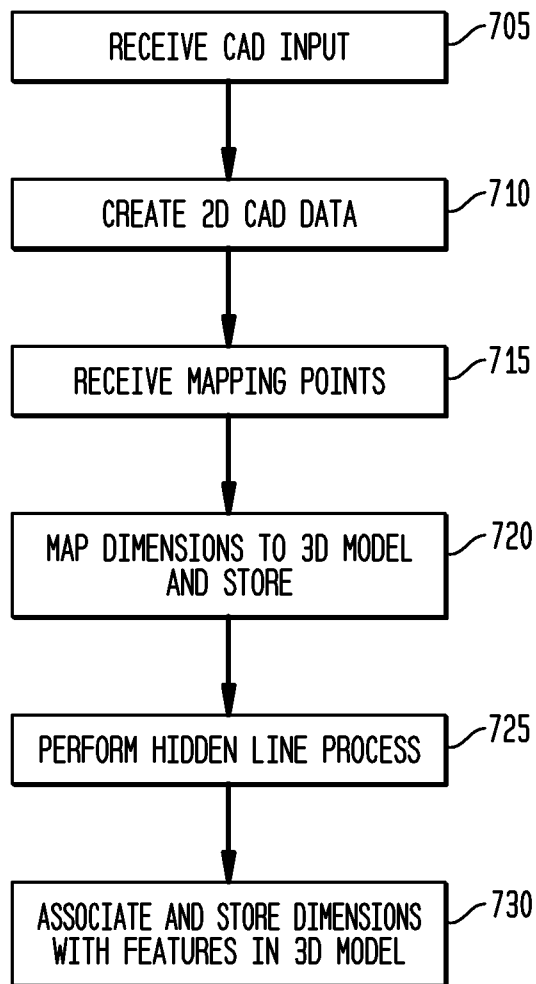 RECEIVE CAD INPUT
705
CREATE 2D CAD DATA
710
RECEIVE MAPPING POINTS
715
MAP DIMENSIONS TO 3D MODEL
AND STORE
720
PERFORM HIDDEN LINE PROCESS
725
ASSOCIATE AND STORE DIMENSIONS
WITH FEATURES IN 3D MODEL
730